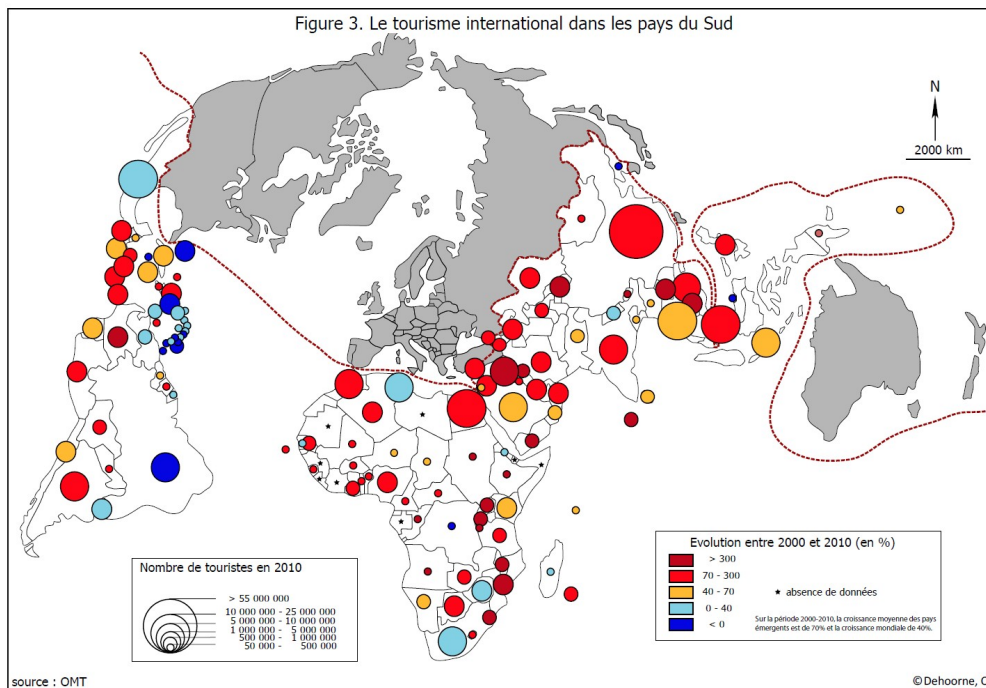 Figure 3. Le tourisme international dans les pays du Sud
N
2000 km
Nombre de touristes en 2010
> 55 000 000
10 000 000 - 25 000 000
5 000 000 - 10 000 000
1 000 000 - 5 000 000
500 000 - 1 000 000
50 000 - 500 000
Evolution entre 2000 et 2010 (en %)
> 300
70 - 300
40 - 70
0 - 40
< 0
★ absence de données
Sur la période 2000-2010, la croissance moyenne des pays
émergents est de 70% et la croissance mondiale de 40%.
source : OMT
©Dehoorne, O